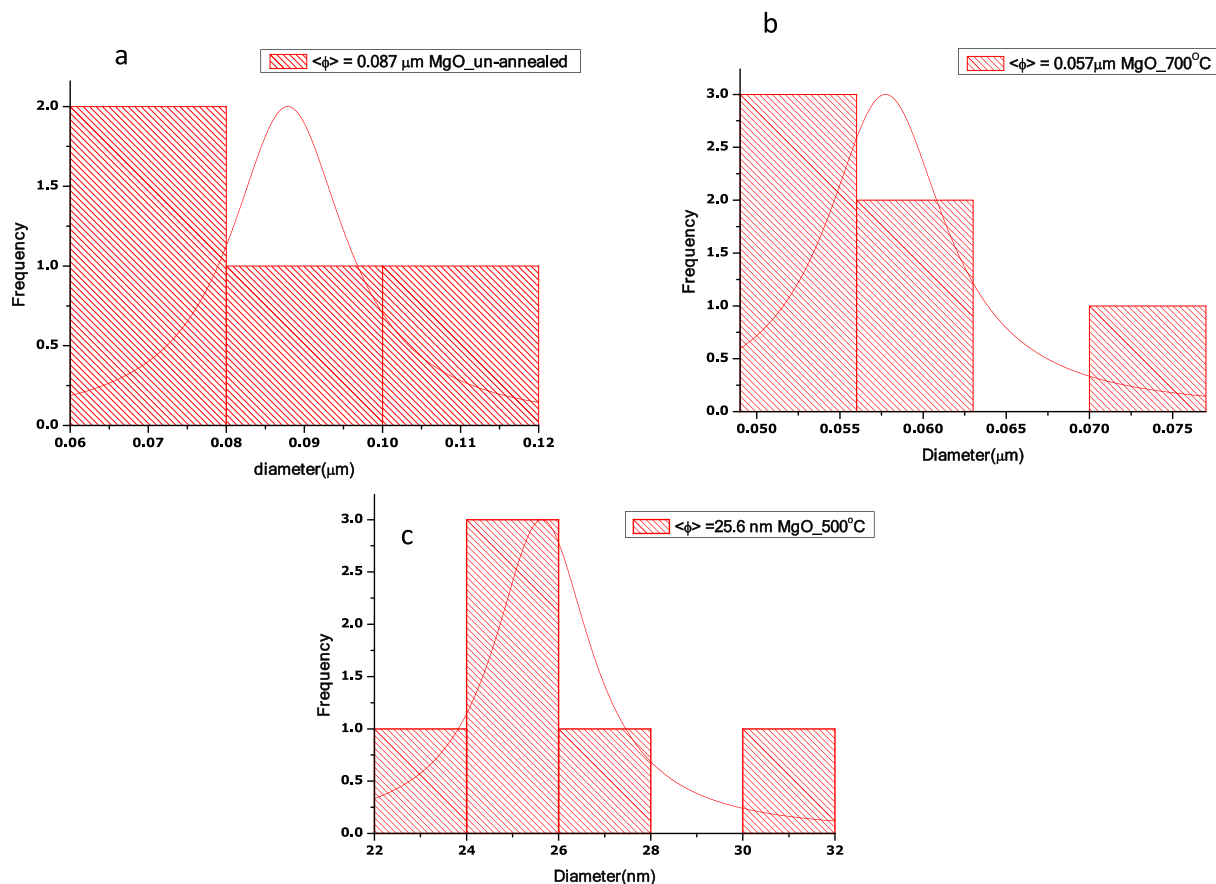 a
<ϕ> = 0.087 μm MgO_un-annealed
2.0
1.5
1.0
0.5
0.0
Frequency
0.06 0.07 0.08 0.09 0.10 0.11 0.12
diameter(μm)
b
<ϕ> = 0.057μm MgO_700°C
3.0
2.5
2.0
1.5
1.0
0.5
0.0
Frequency
0.050 0.055 0.060 0.065 0.070 0.075
Diameter(μm)
c
<ϕ> =25.6 nm MgO_500°C
3.0
2.5
2.0
1.5
1.0
0.5
0.0
Frequency
22 24 26 28 30 32
Diameter(nm)